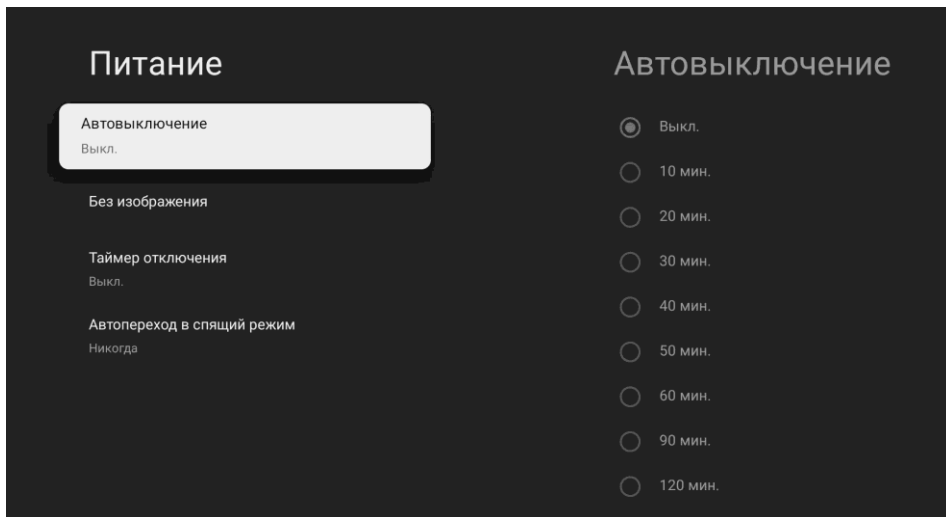 Питание
Автовыключение
Выкл.
Без изображения
Таймер отключения
Выкл.
Автопереход в спящий режим
Никогда
Автовыключение
Выкл.
10 мин.
20 мин.
30 мин.
40 мин.
50 мин.
60 мин.
90 мин.
120 мин.